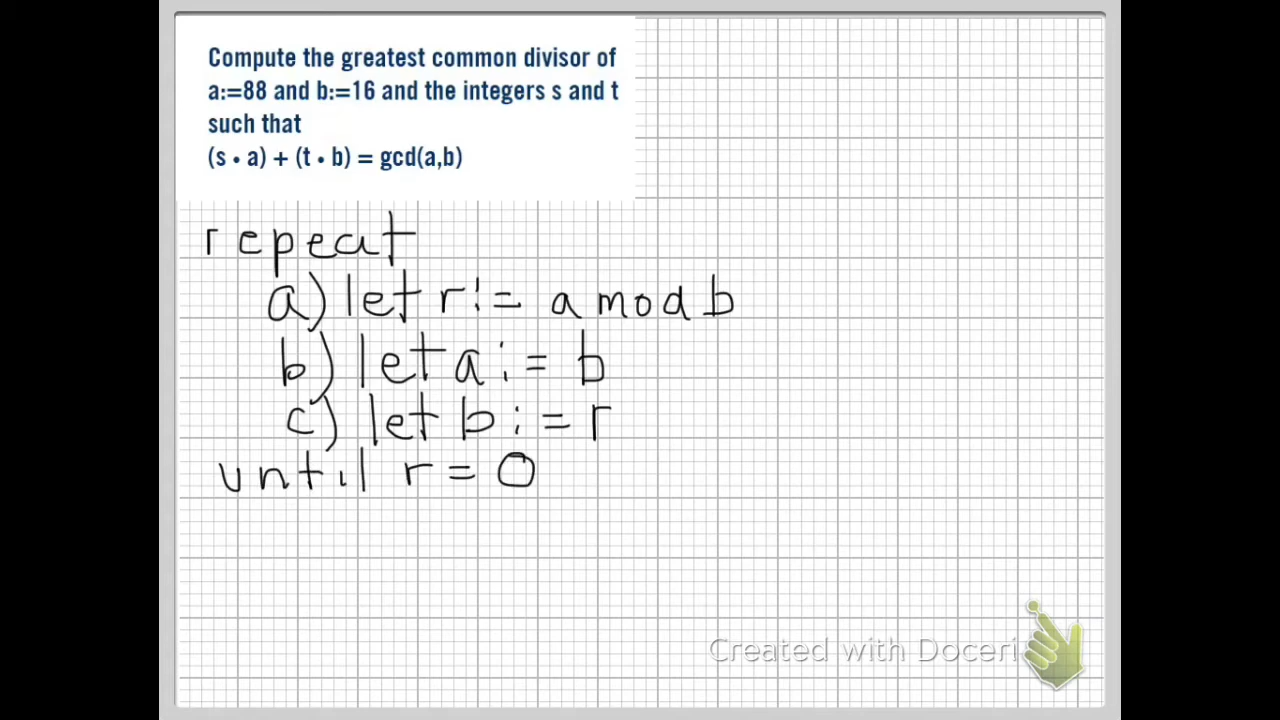 Compute the greatest common divisor of
a:=88 and b:=16 and the integers s and t
such that
(s • a) + (t • b) = gcd(a,b)
repeat
a) let r := a mod b
b) let a := b
c) let b := r
until r = 0
Created with Doceri